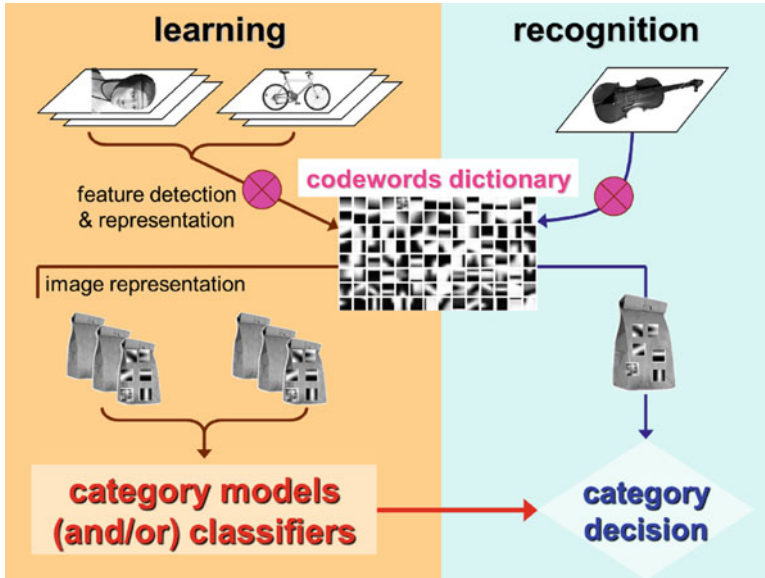 learning
recognition
codewords dictionary
feature detection
& representation
image representation
category models
(and/or) classifiers
category
decision